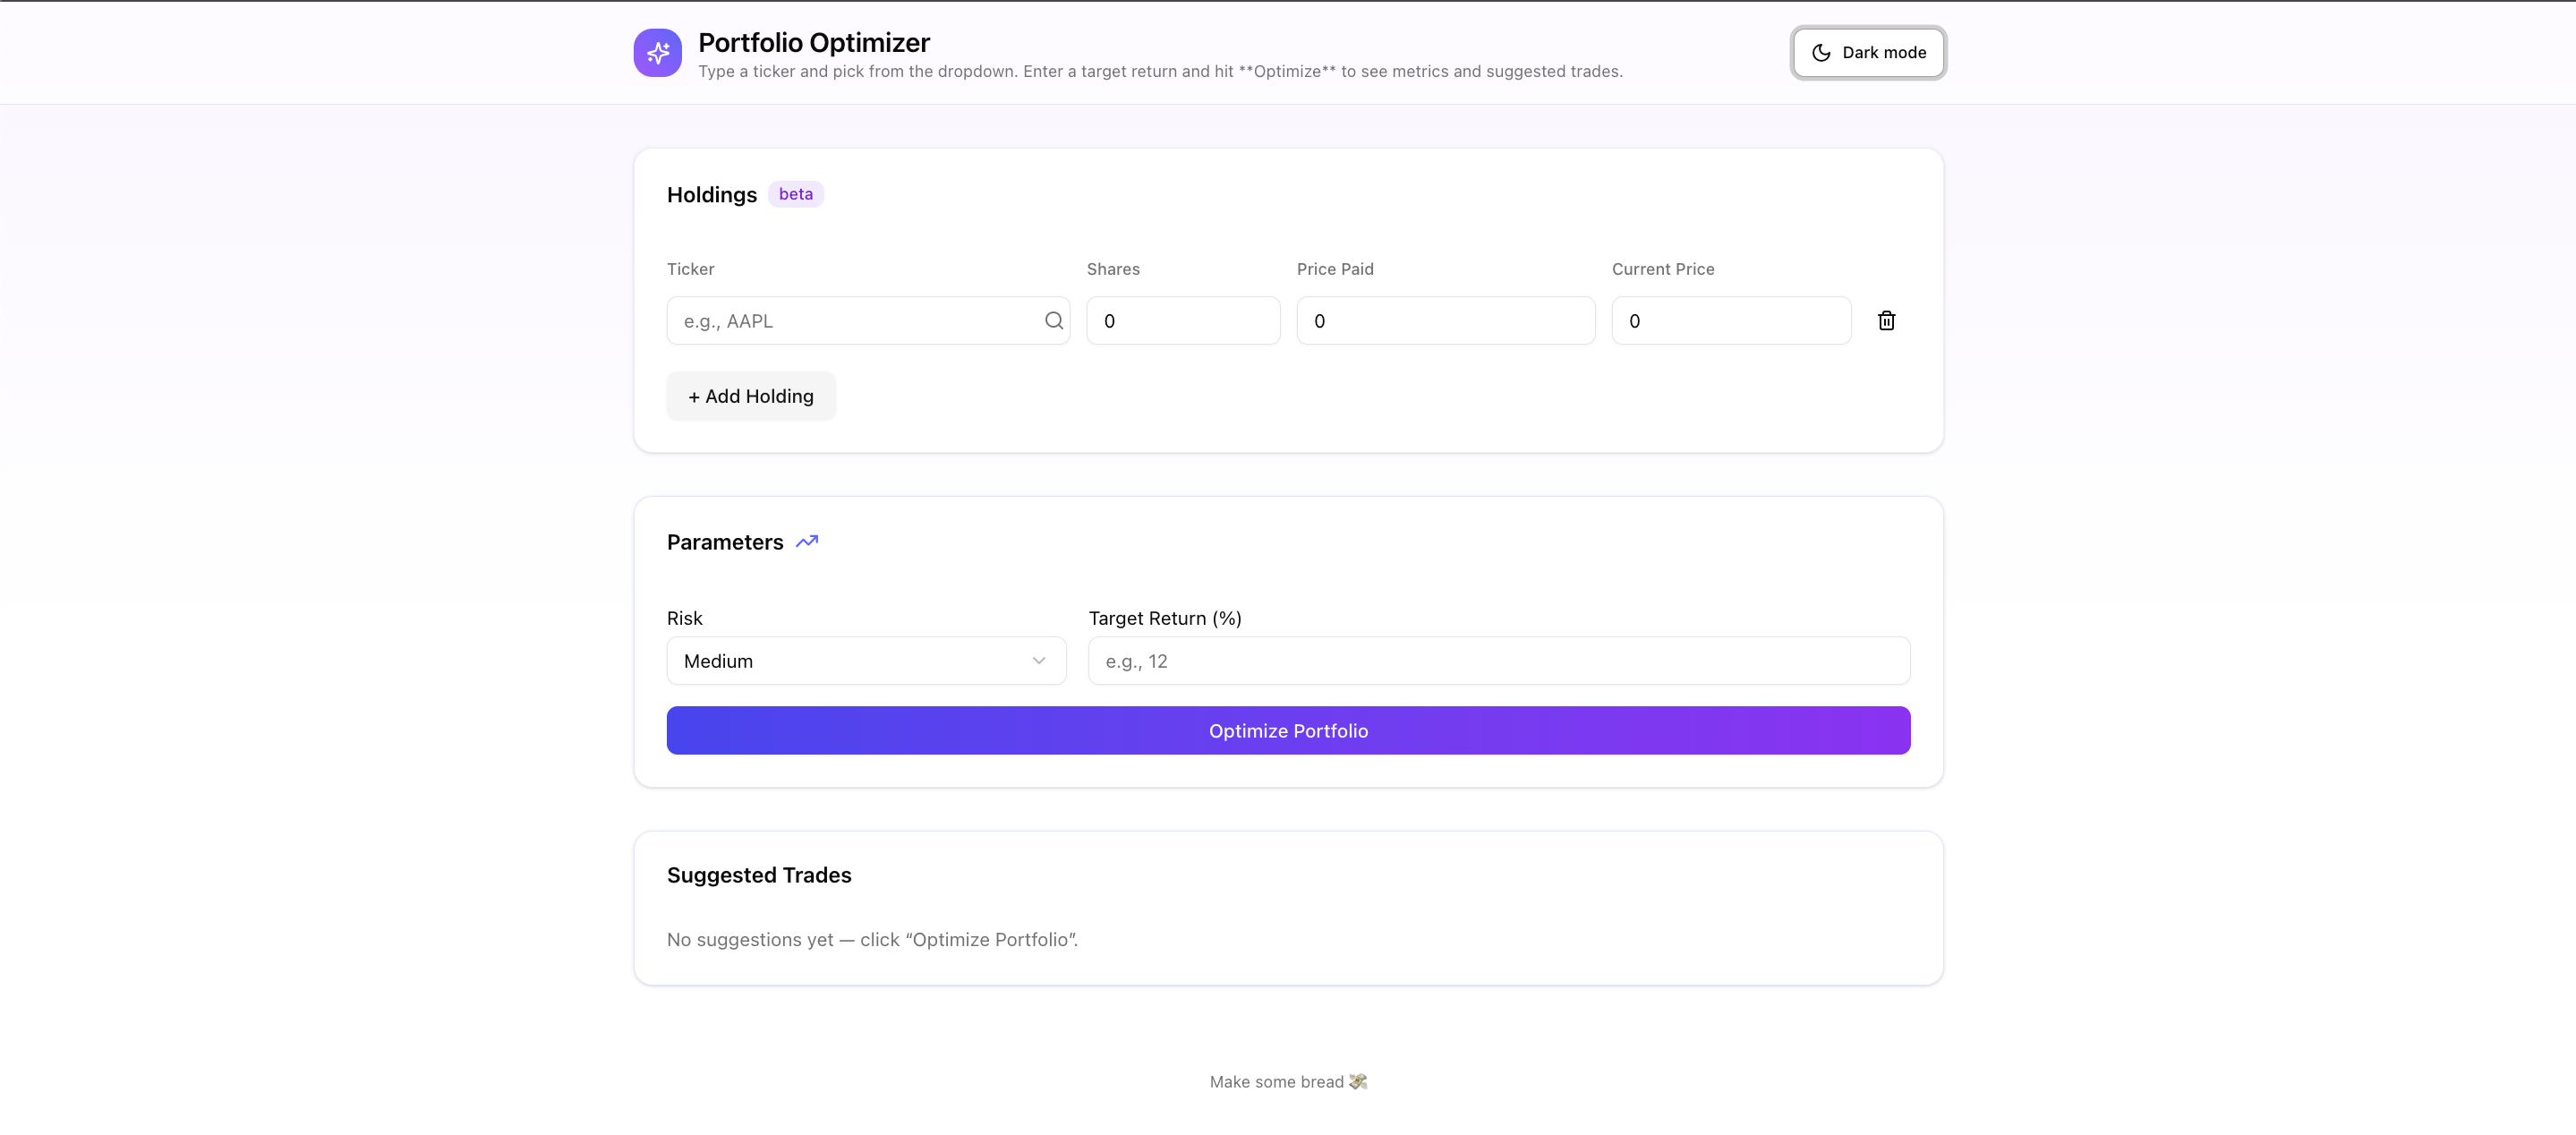 Portfolio Optimizer
Type a ticker and pick from the dropdown. Enter a target return and hit **Optimize** to see metrics and suggested trades.
Dark mode
Holdings beta
Ticker Shares Price Paid Current Price
e.g., AAPL 0 0 0
+ Add Holding
Parameters
Risk Target Return (%)
Medium e.g., 12
Optimize Portfolio
Suggested Trades
No suggestions yet — click “Optimize Portfolio”.
Make some bread 💸